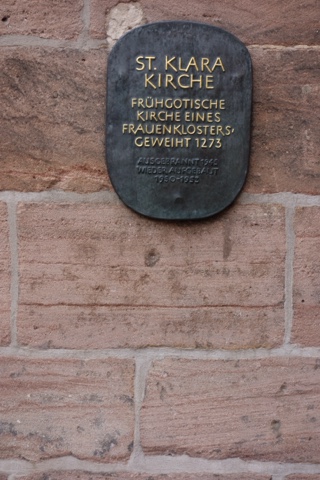 ST. KLARA
KIRCHE
FRÜHGOTISCHE
KIRCHE EINES
FRAUENKLOSTERS,
GEWEIHT 1273
AUSGEBRANNT 1945
WIEDERAUFGEBAUT